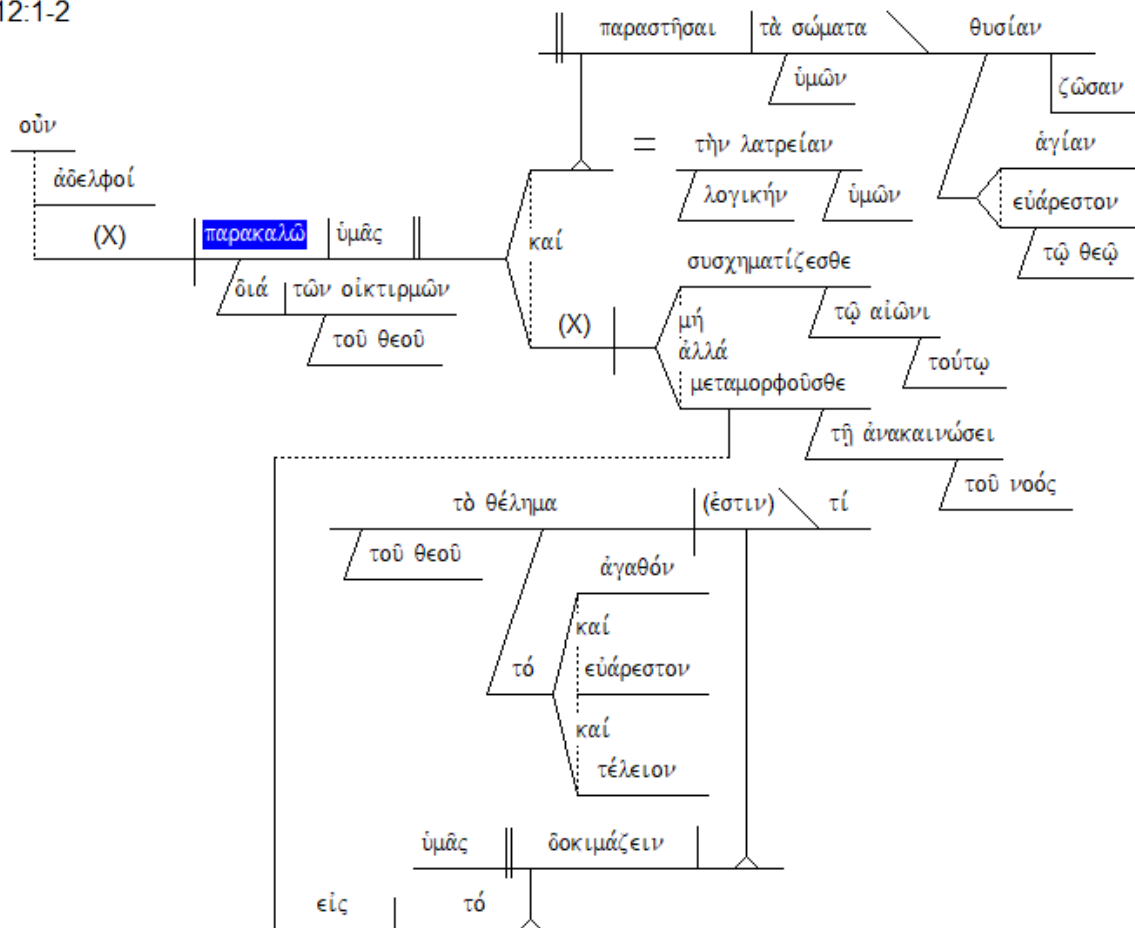 12:1-2
παραστῆσαι τὰ σώματα θυσίαν
ὑμῶν ζῶσαν
οὖν
= τὴν λατρείαν ἁγίαν
ἀδελφοί
λογικήν ὑμῶν εὐάρεστον
(X) παρακαλῶ ὑμᾶς καί
τῷ θεῷ
συσχηματίζεσθε
διά τῶν οἰκτιρμῶν
(X) μή τῷ αἰῶνι
τοῦ θεοῦ
ἀλλά τούτῳ
μεταμορφοῦσθε
τῇ ἀνακαινώσει
τοῦ νοός
τὸ θέλημα (ἐστιν) τί
τοῦ θεοῦ
ἀγαθόν
καί
τό εὐάρεστον
καί
τέλειον
ὑμᾶς δοκιμάζειν
εἰς τό